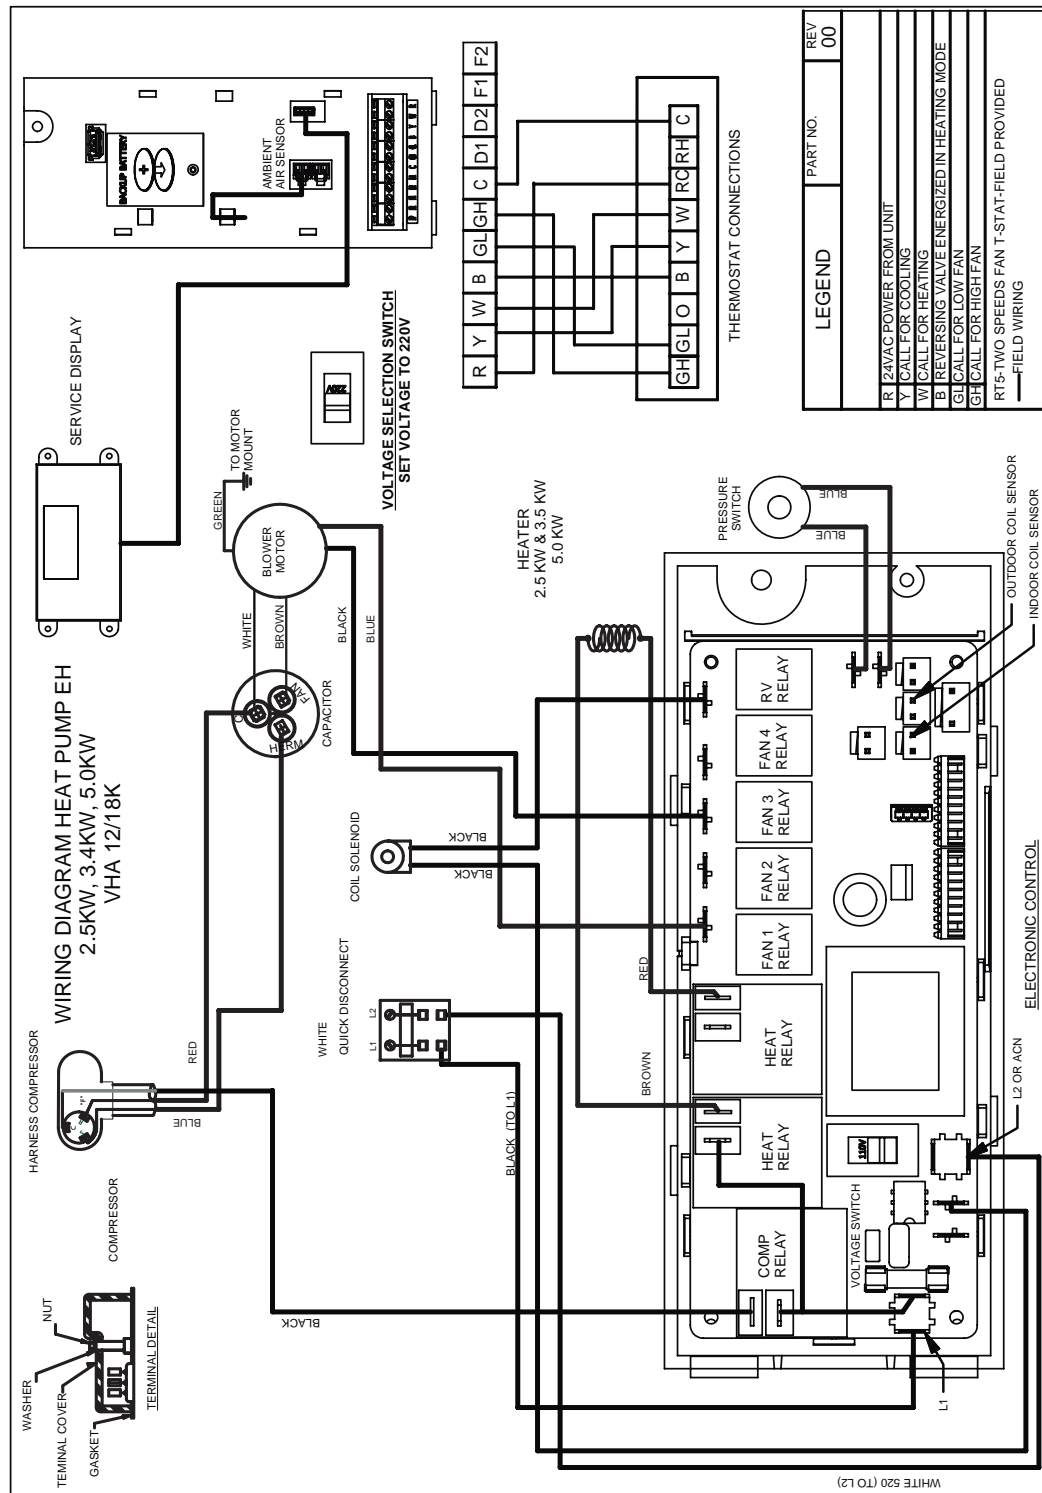 WIRING DIAGRAM HEAT PUMP EH
2.5KW, 3.4KW, 5.0KW
VHA 12/18K
WASHER
NUT
TEMINAL COVER
GASKET
TERMINAL DETAIL
COMPRESSOR
HARNESS COMPRESSOR
RED
BLUE
SERVICE DISPLAY
BACKUP BATTERY
AMBIENT
AIR SENSOR
GREEN
TO MOTOR
MOUNT
BLOWER
MOTOR
WHITE
BROWN
BLACK
BLUE
FAN
HERM
C
CAPACITOR
220V
VOLTAGE SELECTION SWITCH
SET VOLTAGE TO 220V
R Y W B GL GH C D1 D2 F1 F2
GH GL O B Y W RC RH C
THERMOSTAT CONNECTIONS
COIL SOLENOID
BLACK
BLACK
WHITE
QUICK DISCONNECT
L1 L2
BLACK (TO L1)
HEATER
2.5 KW & 3.5 KW
5.0 KW
BROWN
RED
BLACK
PRESSURE
SWITCH
BLUE
BLUE
COMP
RELAY
HEAT
RELAY
HEAT
RELAY
FAN 1
RELAY
FAN 2
RELAY
FAN 3
RELAY
FAN 4
RELAY
RV
RELAY
VOLTAGE SWITCH
110V
L1
L2 OR ACN
ELECTRONIC CONTROL
OUTDOOR COIL SENSOR
INDOOR COIL SENSOR
WHITE 520 (TO L2)
LEGEND
PART NO.
REV
00
R 24VAC POWER FROM UNIT
Y CALL FOR COOLING
W CALL FOR HEATING
B REVERSING VALVE ENERGIZED IN HEATING MODE
GL CALL FOR LOW FAN
GH CALL FOR HIGH FAN
RT5-TWO SPEEDS FAN T-STAT-FIELD PROVIDED
FIELD WIRING